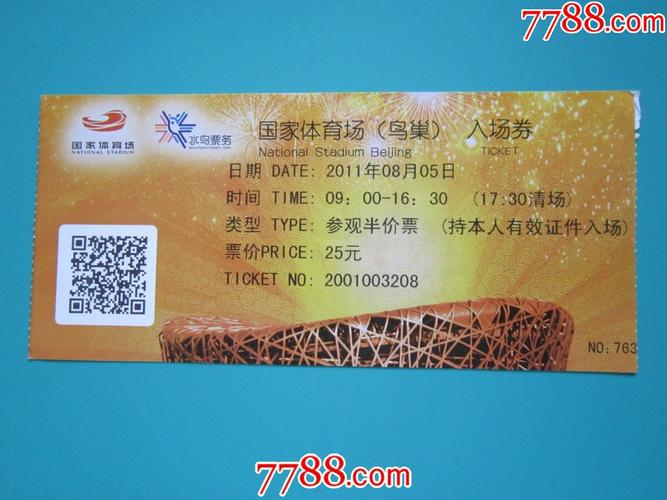 7788.com
国家体育场
NATIONAL STADIUM
水鸟票务
国家体育场（鸟巢） 入场券
National Stadium Beijing TICKET
日期 DATE: 2011年08月05日
时间 TIME: 09:00-16:30 (17:30清场)
类型 TYPE: 参观半价票 (持本人有效证件入场)
票价PRICE: 25元
TICKET NO: 2001003208
NO:763
7788.com
7788.com